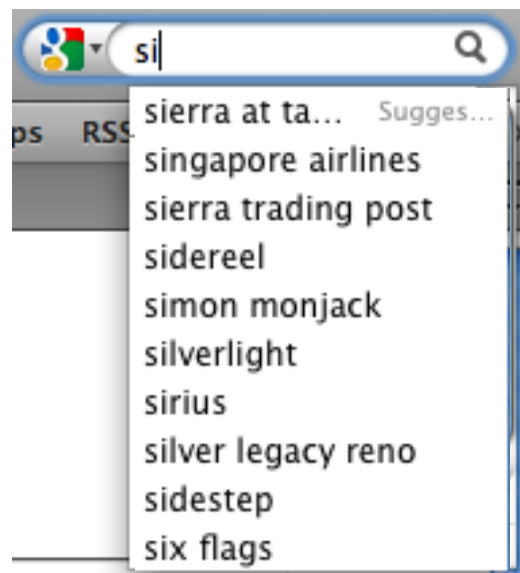 si
ps RSS
sierra at ta... Sugges...
singapore airlines
sierra trading post
sidereel
simon monjack
silverlight
sirius
silver legacy reno
sidestep
six flags